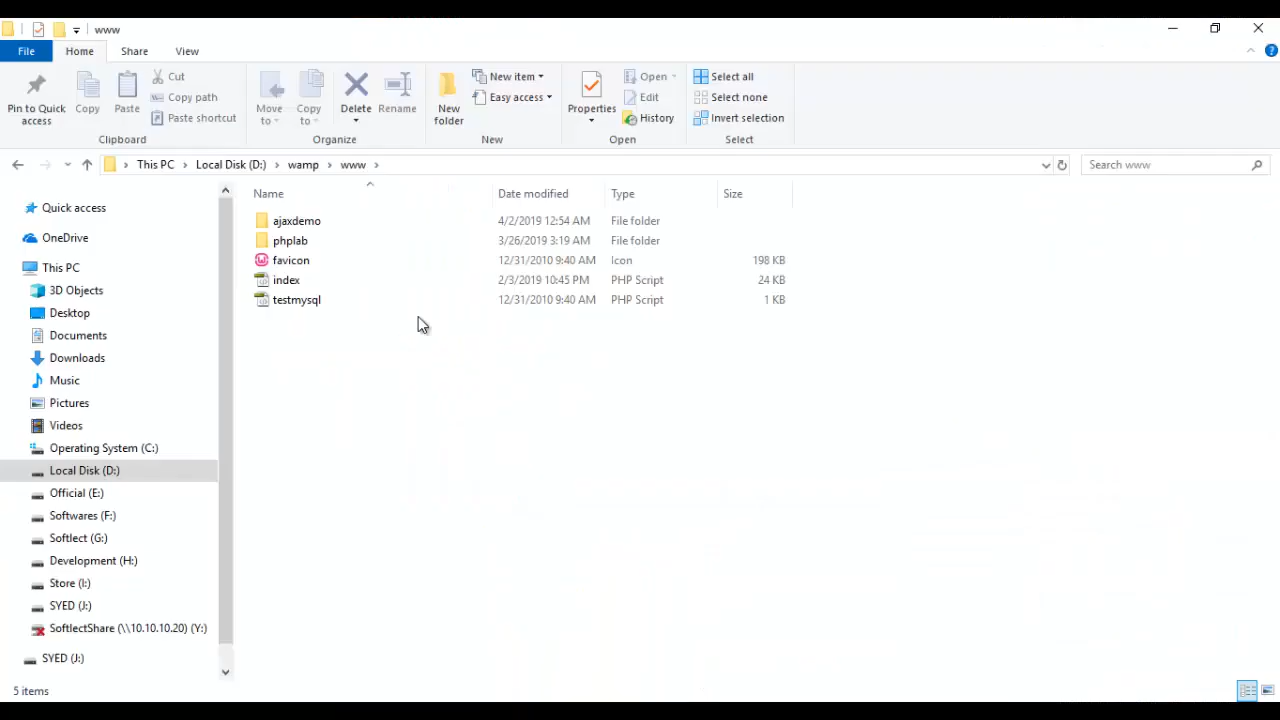 www
File Home Share View
Pin to Quick access
Copy
Paste
Cut
Copy path
Paste shortcut
Clipboard
Move to
Copy to
Delete
Rename
Organize
New folder
New item
Easy access
New
Properties
Open
Edit
History
Open
Select all
Select none
Invert selection
Select
This PC › Local Disk (D:) › wamp › www ›
Search www
Quick access
OneDrive
This PC
3D Objects
Desktop
Documents
Downloads
Music
Pictures
Videos
Operating System (C:)
Local Disk (D:)
Official (E:)
Softwares (F:)
Softlect (G:)
Development (H:)
Store (I:)
SYED (J:)
SoftlectShare (\\10.10.10.20) (Y:)
SYED (J:)
Name Date modified Type Size
ajaxdemo 4/2/2019 12:54 AM File folder
phplab 3/26/2019 3:19 AM File folder
favicon 12/31/2010 9:40 AM Icon 198 KB
index 2/3/2019 10:45 PM PHP Script 24 KB
testmysql 12/31/2010 9:40 AM PHP Script 1 KB
5 items